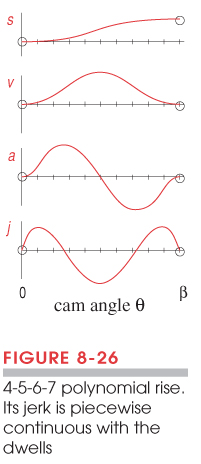 s
v
a
j
0 β
cam angle θ
FIGURE 8-26
4-5-6-7 polynomial rise.
Its jerk is piecewise
continuous with the
dwells